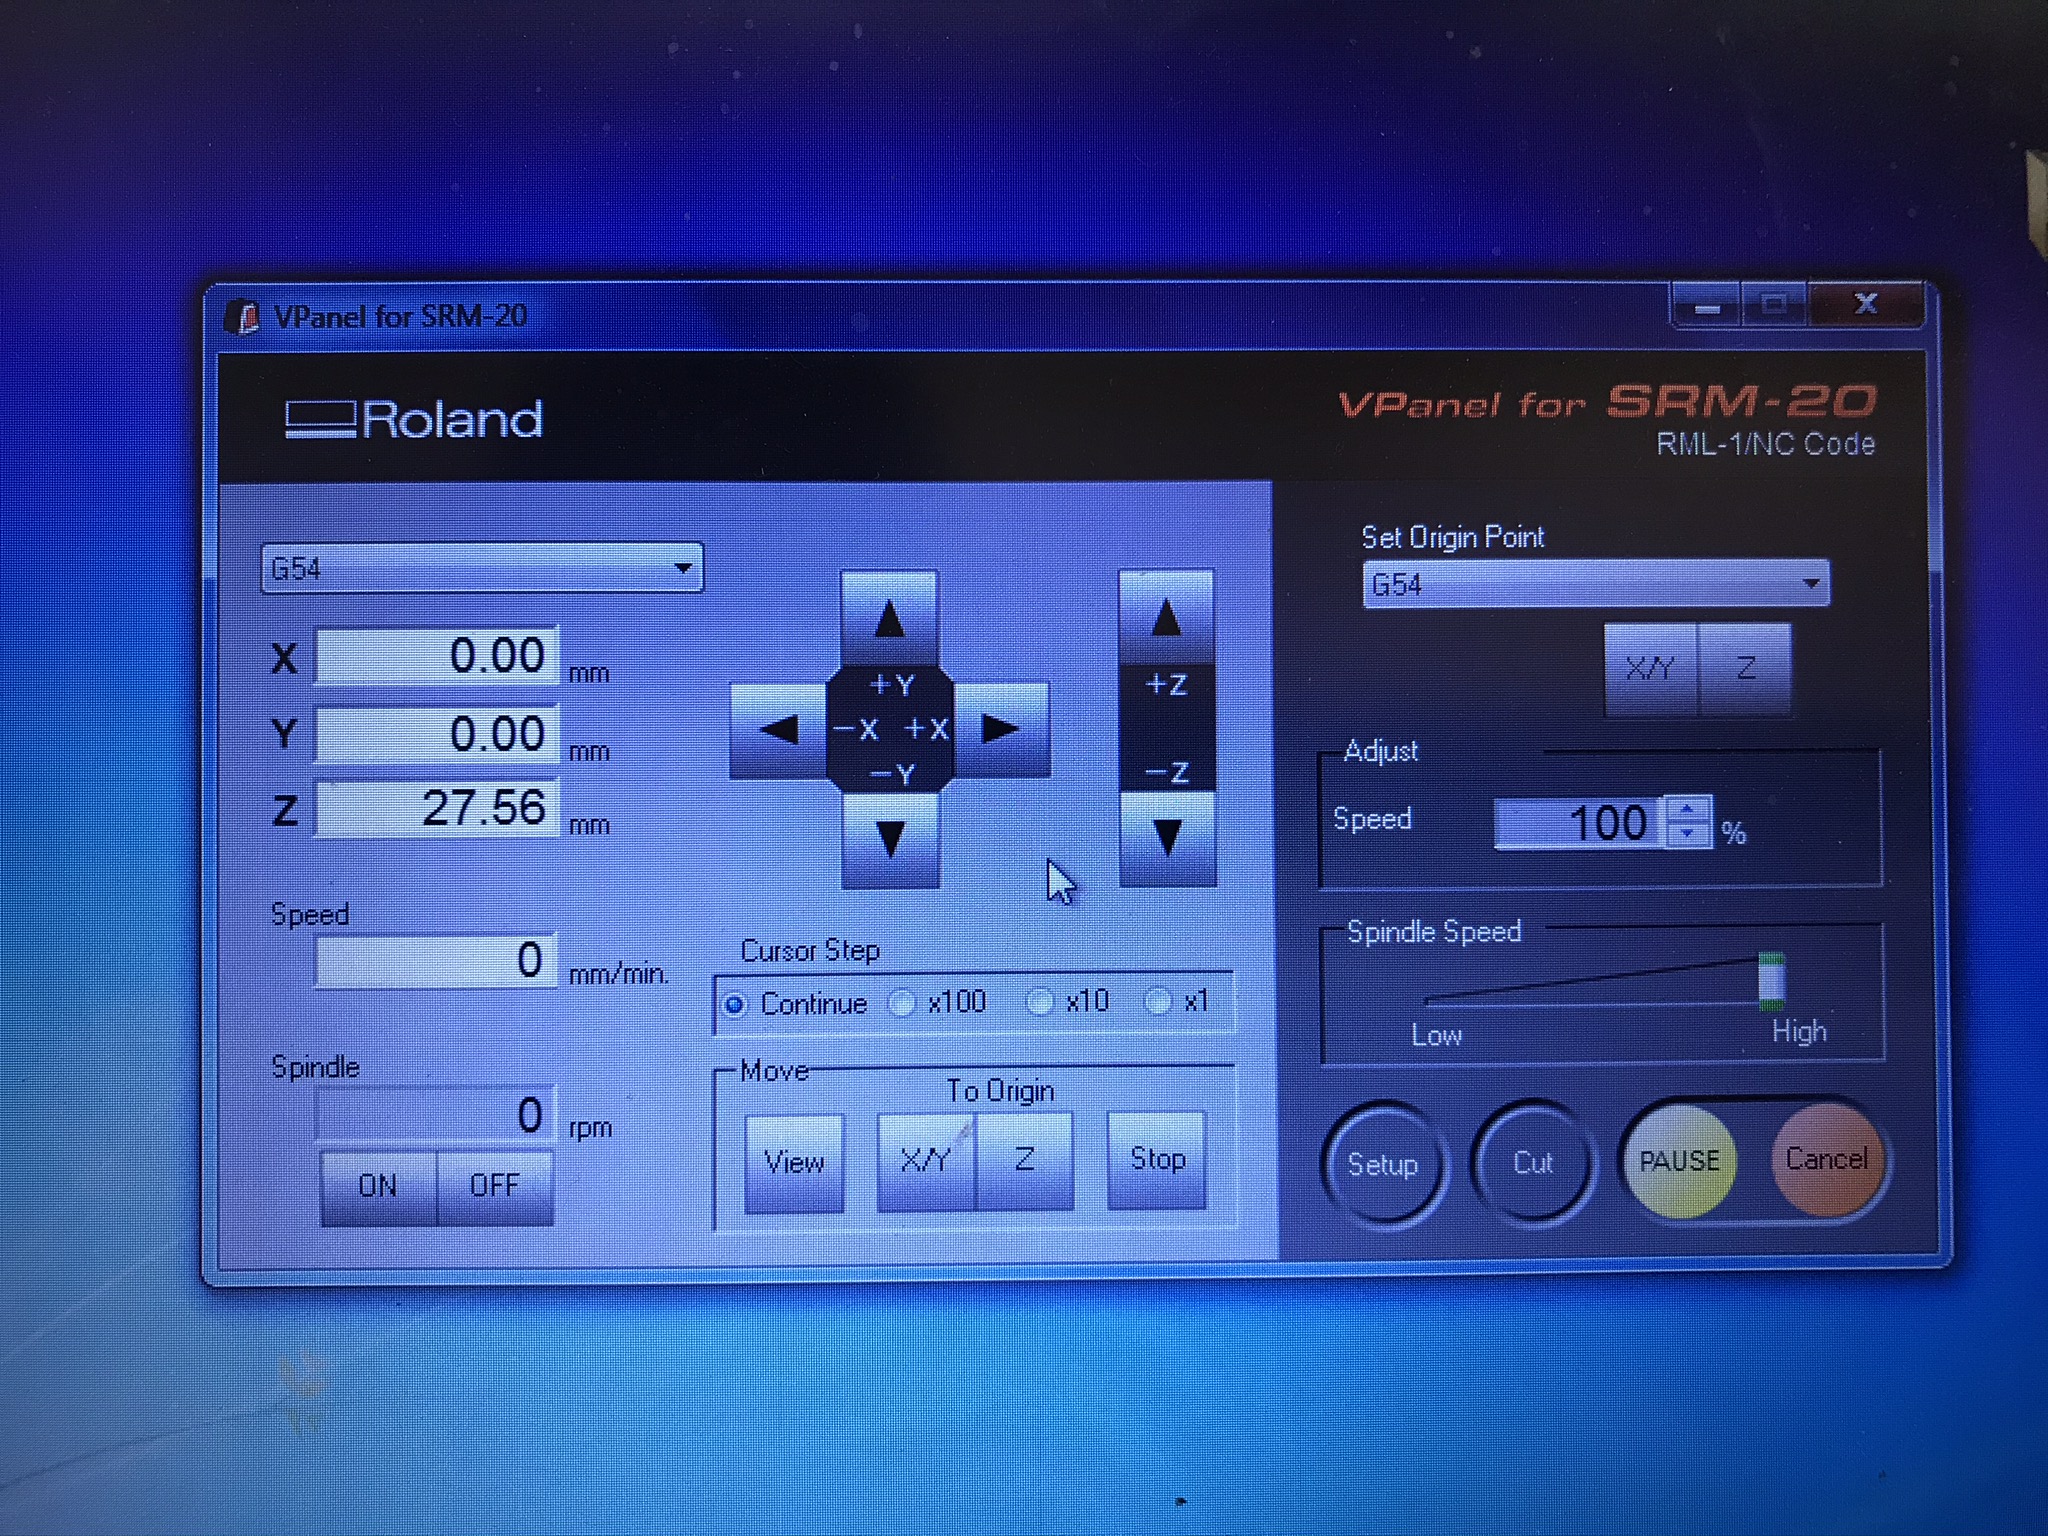 VPanel for SRM-20
X
Roland
VPanel for SRM-20
RML-1/NC Code
G54
X 0.00 mm
Y 0.00 mm
Z 27.56 mm
Speed
0 mm/min.
Spindle
0 rpm
ON OFF
+Y
-X +X
-Y
+Z
-Z
Cursor Step
Continue x100 x10 x1
Move
To Origin
View X/Y Z Stop
Set Origin Point
G54
X/Y Z
Adjust
Speed 100 %
Spindle Speed
Low High
Setup Cut PAUSE Cancel